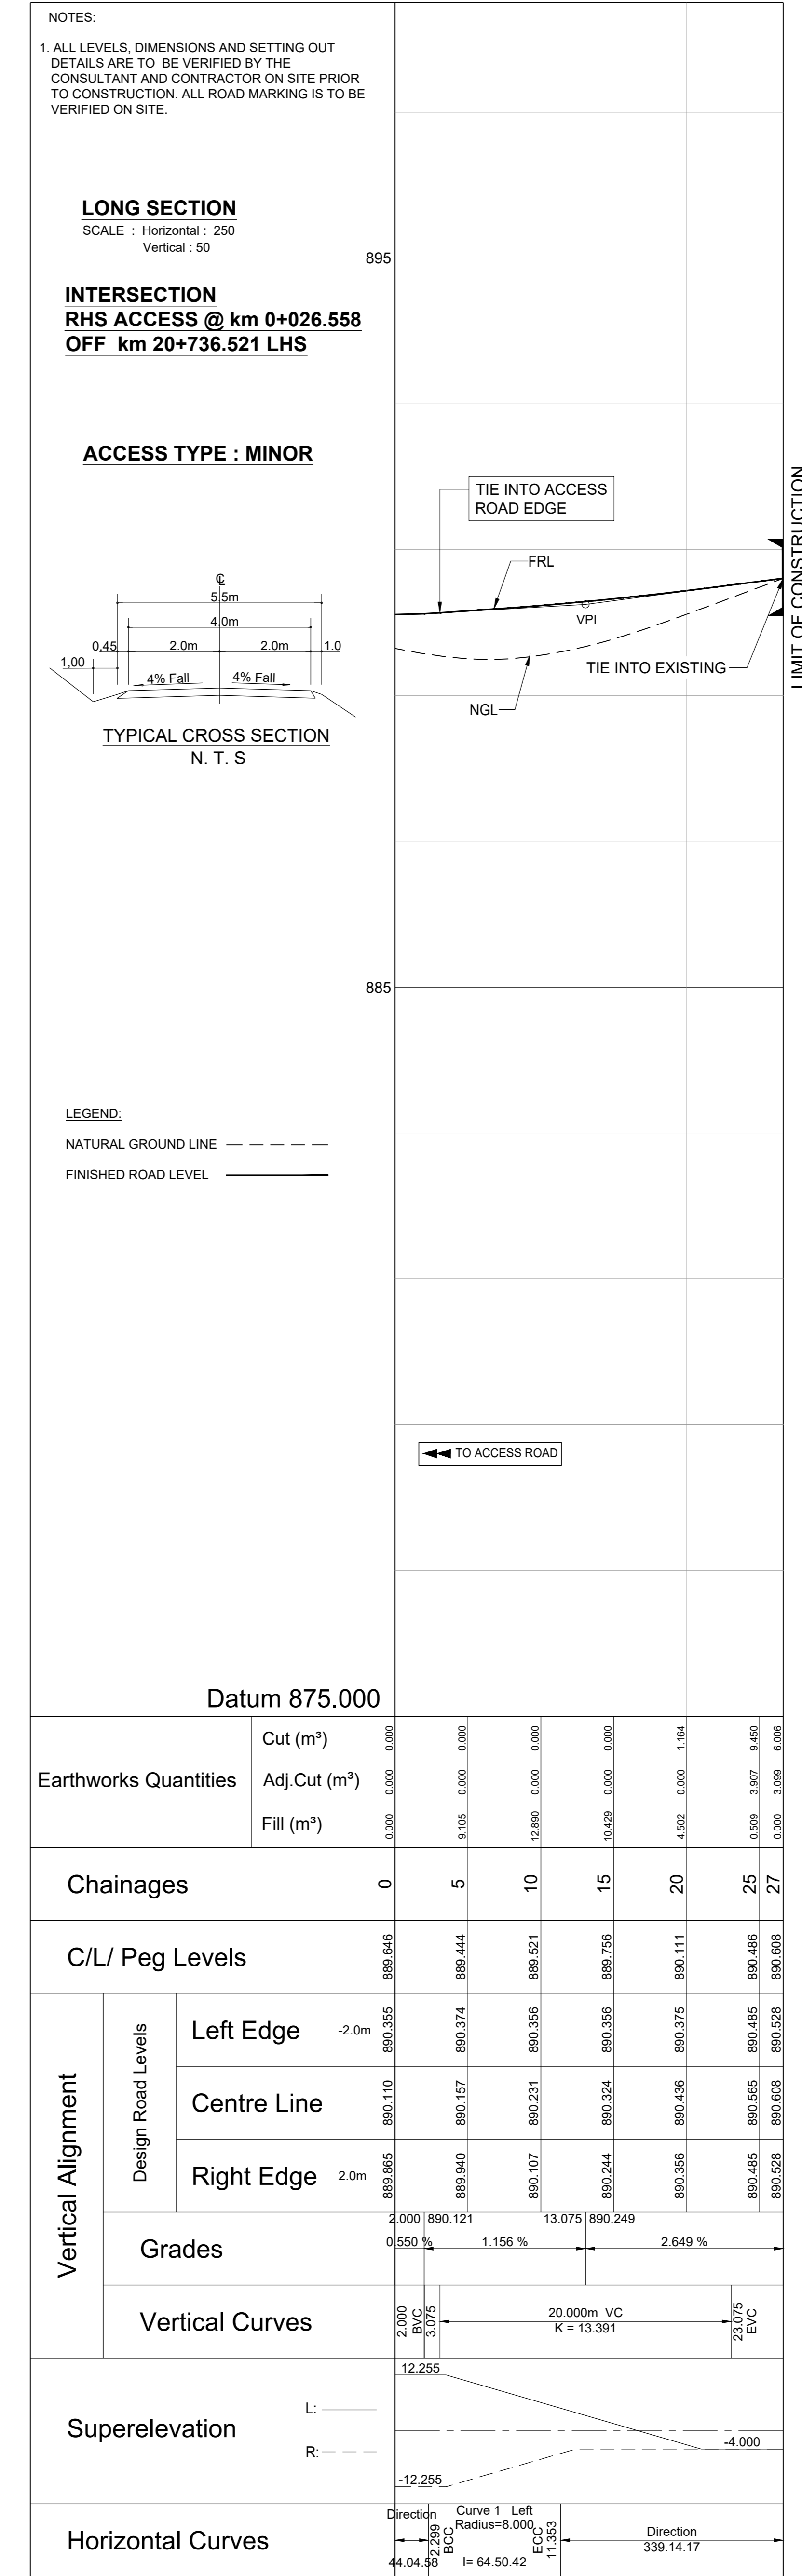 NOTES:
1. ALL LEVELS, DIMENSIONS AND SETTING OUT
DETAILS ARE TO BE VERIFIED BY THE
CONSULTANT AND CONTRACTOR ON SITE PRIOR
TO CONSTRUCTION. ALL ROAD MARKING IS TO BE
VERIFIED ON SITE.
LONG SECTION
SCALE : Horizontal : 250
Vertical : 50
895
INTERSECTION
RHS ACCESS @ km 0+026.558
OFF km 20+736.521 LHS
ACCESS TYPE : MINOR
TIE INTO ACCESS
ROAD EDGE
FRL
VPI
TIE INTO EXISTING
NGL
LIMIT OF CONSTRUCTION
℄
5.5m
4.0m
0,45 2.0m 2.0m 1.0
1,00
4% Fall 4% Fall
TYPICAL CROSS SECTION
N. T. S
885
LEGEND:
NATURAL GROUND LINE
FINISHED ROAD LEVEL
TO ACCESS ROAD
Datum 875.000
Earthworks Quantities
Cut (m³) 0.000 0.000 0.000 0.000 1.164 9.450 6.006
Adj.Cut (m³) 0.000 0.000 0.000 0.000 0.000 3.907 3.099
Fill (m³) 0.000 9.105 12.890 10.429 4.502 0.509 0.000
Chainages 0 5 10 15 20 25 27
C/L/ Peg Levels 889.646 889.444 889.521 889.756 890.111 890.486 890.608
Vertical Alignment
Design Road Levels
Left Edge -2.0m 890.355 890.374 890.356 890.356 890.375 890.485 890.528
Centre Line 890.110 890.157 890.231 890.324 890.436 890.565 890.608
Right Edge 2.0m 889.865 889.940 890.107 890.244 890.356 890.485 890.528
Grades
2.000 890.121 13.075 890.249
0.550 % 1.156 % 2.649 %
Vertical Curves
2.000
BVC
3.075
20.000m VC
K = 13.391
23.075
EVC
Superelevation
L:
R:
12.255
-12.255
-4.000
Horizontal Curves
Direction
44.04.58
2.299
BCC
Curve 1 Left
Radius=8.000
I= 64.50.42
ECC
11.353
Direction
339.14.17